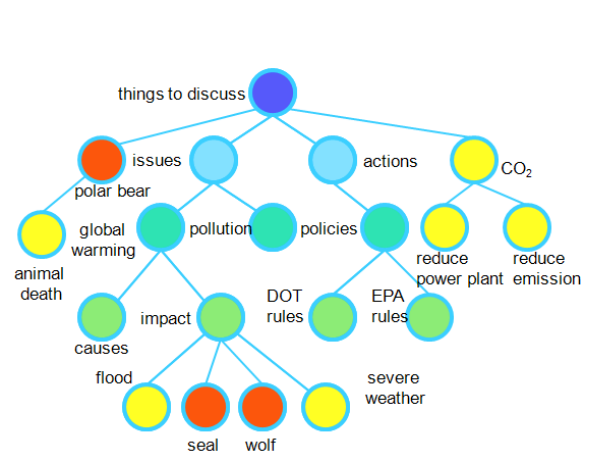 things to discuss
issues
actions
CO₂
polar bear
global
warming
pollution
policies
reduce
power plant
reduce
emission
animal
death
DOT
rules
EPA
rules
impact
causes
flood
severe
weather
seal
wolf